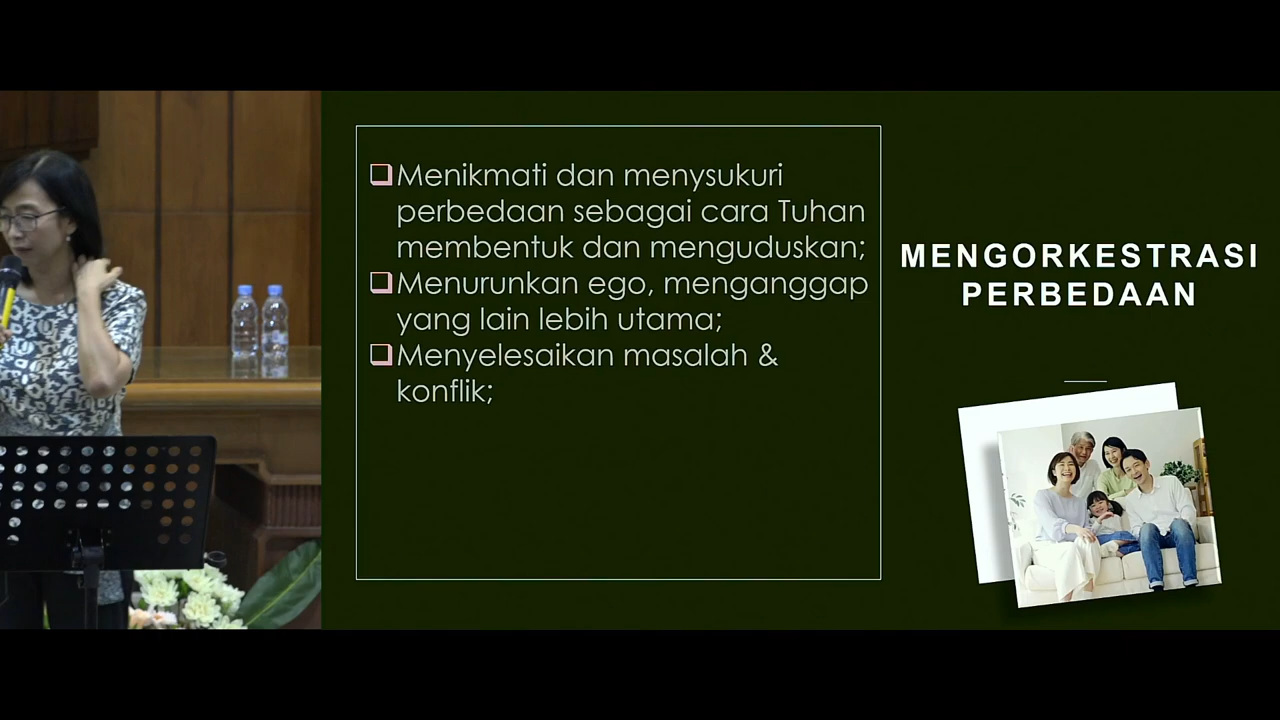 Menikmati dan menysukuri
perbedaan sebagai cara Tuhan
membentuk dan menguduskan;
Menurunkan ego, menganggap
yang lain lebih utama;
Menyelesaikan masalah &
konflik;
MENGORKESTRASI
PERBEDAAN